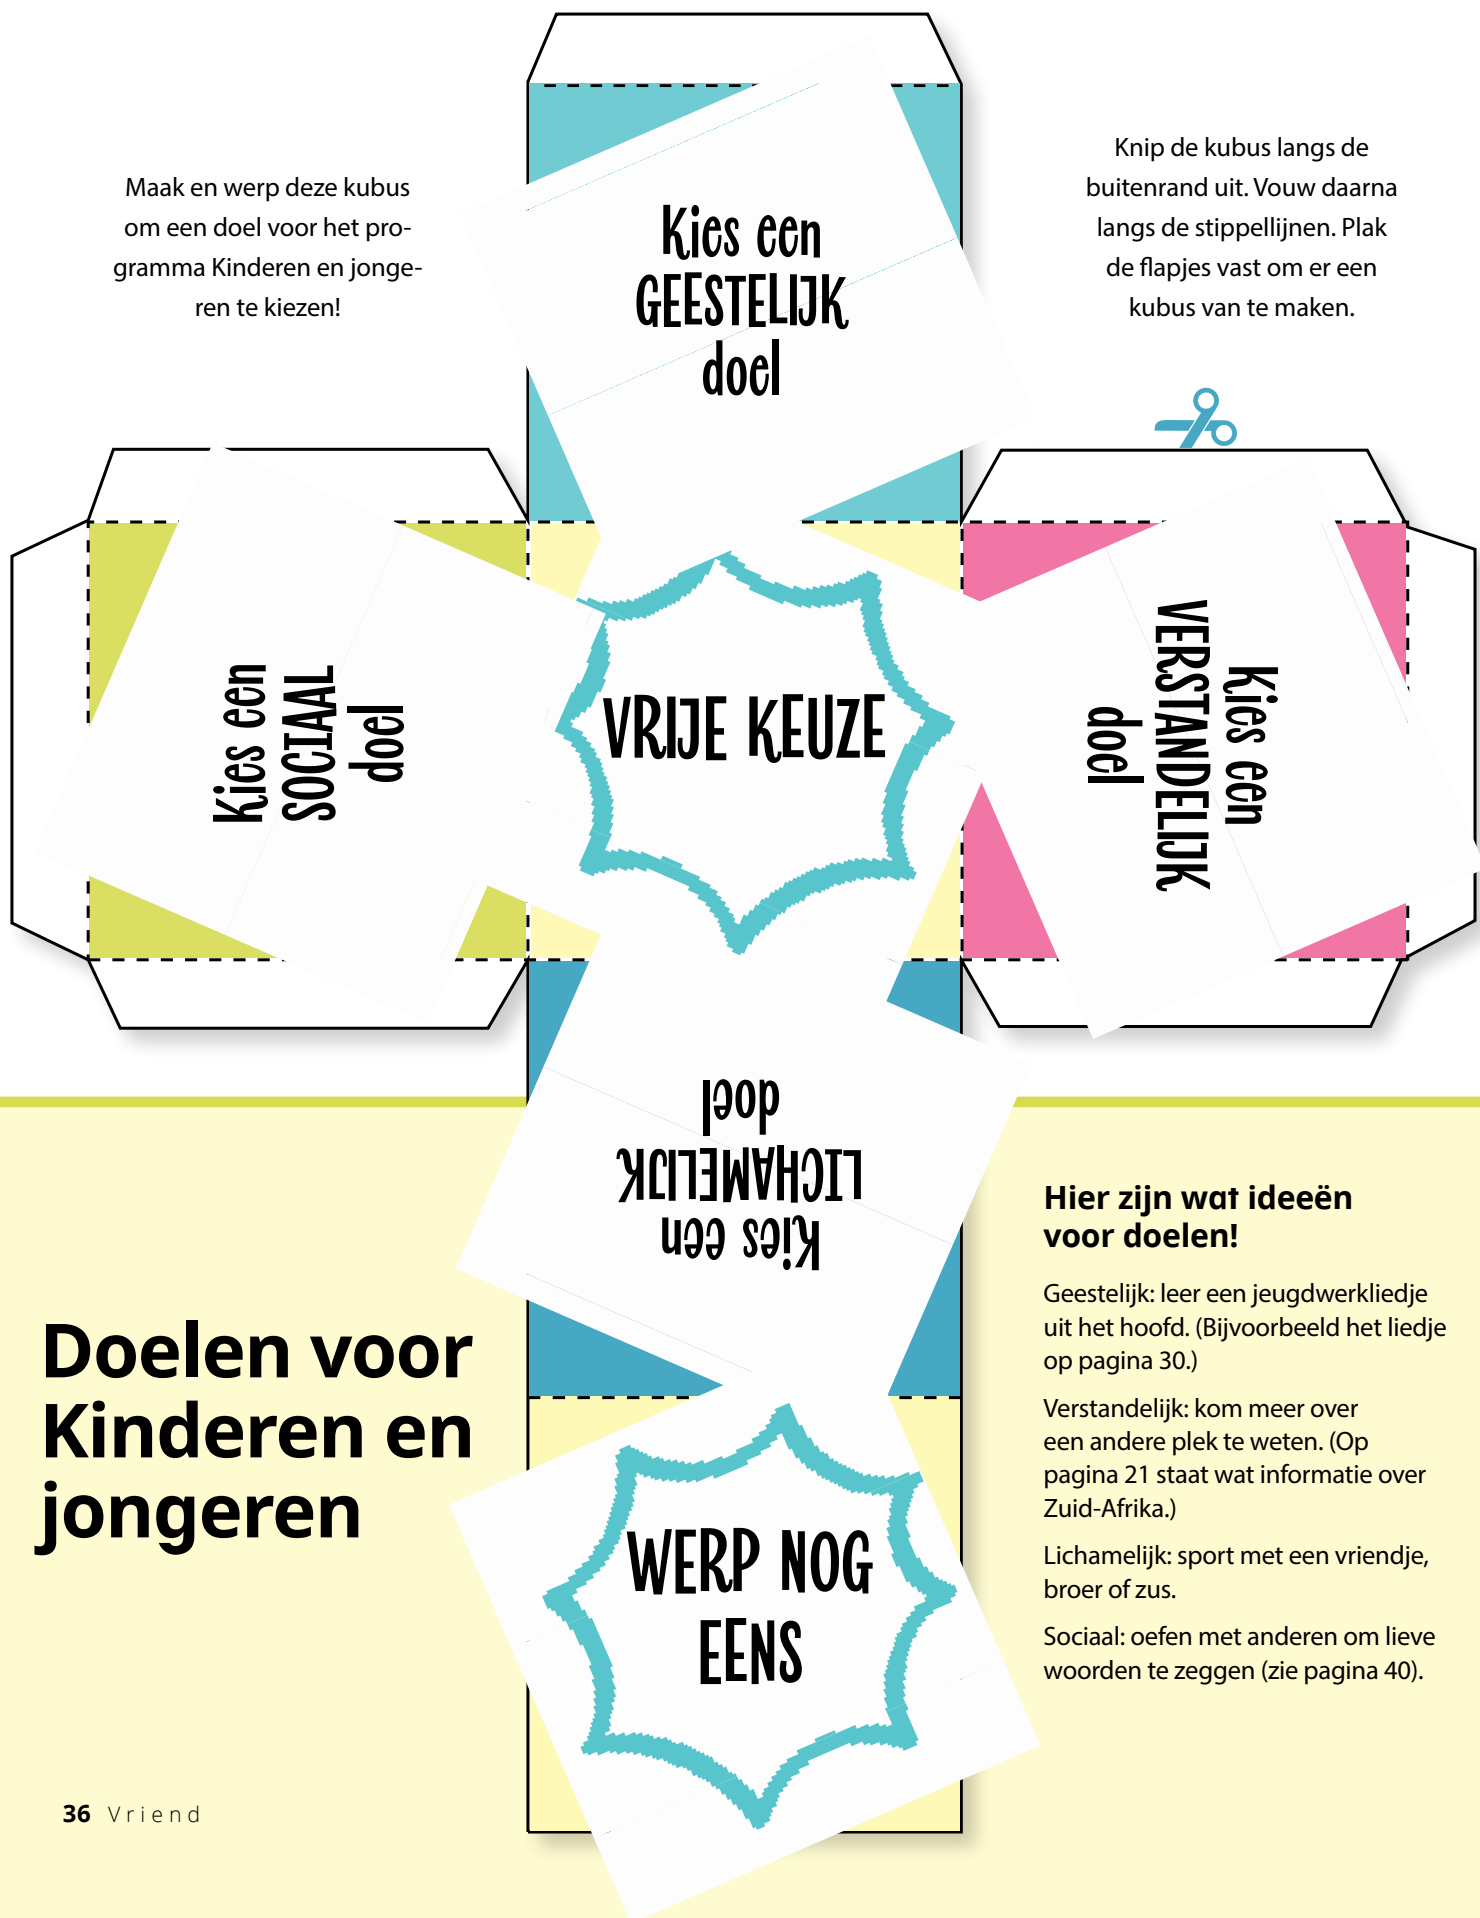 Maak en werp deze kubus
om een doel voor het pro-
gramma Kinderen en jonge-
ren te kiezen!
Knip de kubus langs de
buitenrand uit. Vouw daarna
langs de stippellijnen. Plak
de flapjes vast om er een
kubus van te maken.
Kies een
GEESTELIJK
doel
Kies een
SOCIAAL
doel
VRIJE KEUZE
Kies een
VERSTANDELIJK
doel
Kies een
LICHAMELIJK
doel
WERP NOG
EENS
Doelen voor
Kinderen en
jongeren
Hier zijn wat ideeën
voor doelen!
Geestelijk: leer een jeugdwerkliedje
uit het hoofd. (Bijvoorbeeld het liedje
op pagina 30.)
Verstandelijk: kom meer over
een andere plek te weten. (Op
pagina 21 staat wat informatie over
Zuid-Afrika.)
Lichamelijk: sport met een vriendje,
broer of zus.
Sociaal: oefen met anderen om lieve
woorden te zeggen (zie pagina 40).
36 Vriend